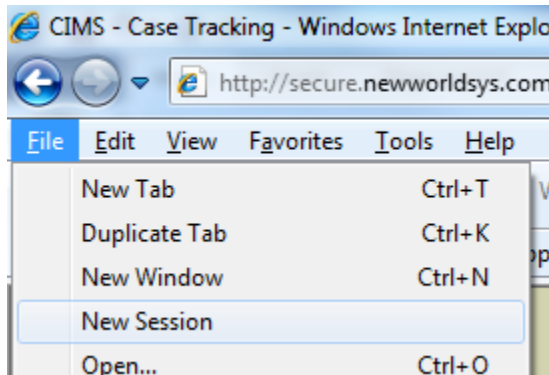 CIMS - Case Tracking - Windows Internet Explo
http://secure.newworldsys.com
File Edit View Favorites Tools Help
New Tab Ctrl+T
Duplicate Tab Ctrl+K
New Window Ctrl+N
New Session
Open... Ctrl+O